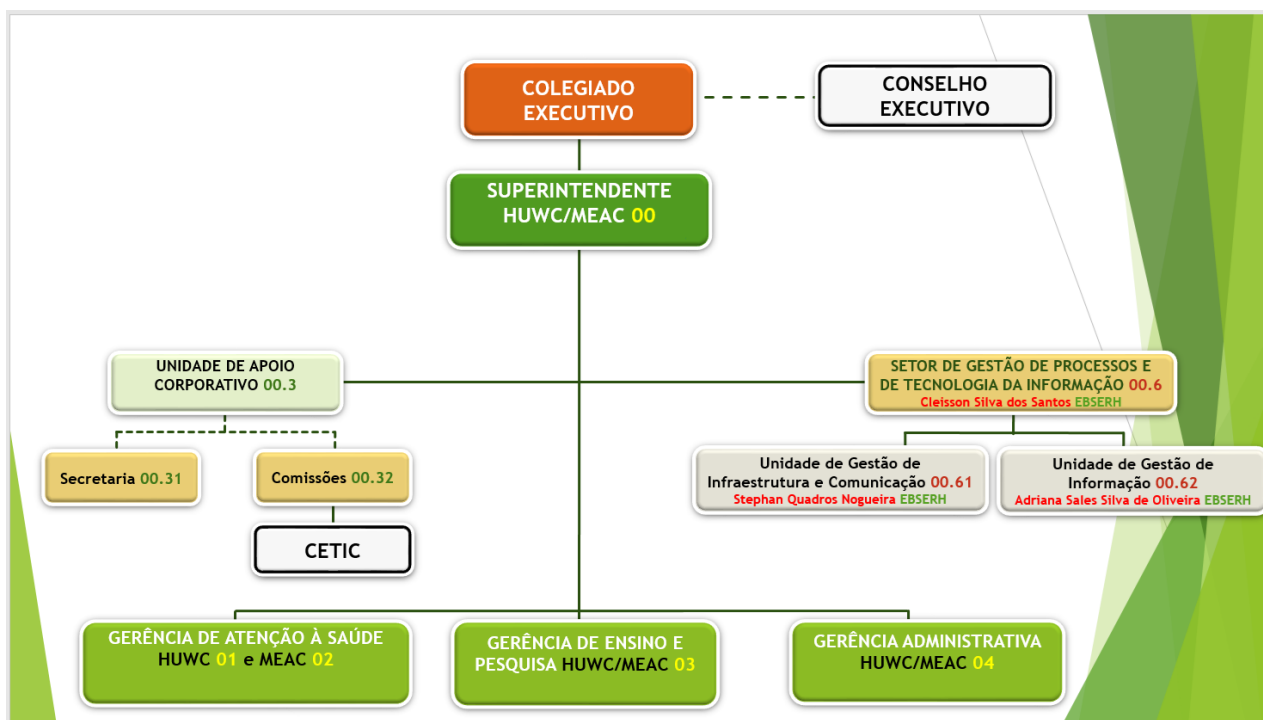 COLEGIADO
EXECUTIVO
CONSELHO
EXECUTIVO
SUPERINTENDENTE
HUWC/MEAC 00
UNIDADE DE APOIO
CORPORATIVO 00.3
SETOR DE GESTÃO DE PROCESSOS E
DE TECNOLOGIA DA INFORMAÇÃO 00.6
Cleisson Silva dos Santos EBSERH
Secretaria 00.31
Comissões 00.32
Unidade de Gestão de
Infraestrutura e Comunicação 00.61
Stephan Quadros Nogueira EBSERH
Unidade de Gestão de
Informação 00.62
Adriana Sales Silva de Oliveira EBSERH
CETIC
GERÊNCIA DE ATENÇÃO À SAÚDE
HUWC 01 e MEAC 02
GERÊNCIA DE ENSINO E
PESQUISA HUWC/MEAC 03
GERÊNCIA ADMINISTRATIVA
HUWC/MEAC 04